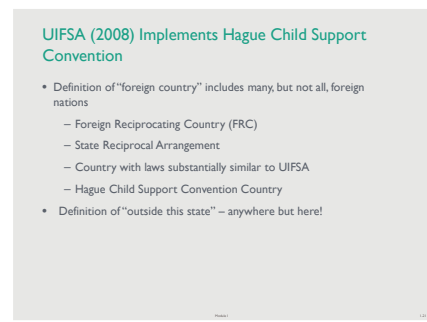 UIFSA (2008) Implements Hague Child Support
Convention
• Definition of “foreign country” includes many, but not all, foreign
nations
– Foreign Reciprocating Country (FRC)
– State Reciprocal Arrangement
– Country with laws substantially similar to UIFSA
– Hague Child Support Convention Country
• Definition of “outside this state” – anywhere but here!